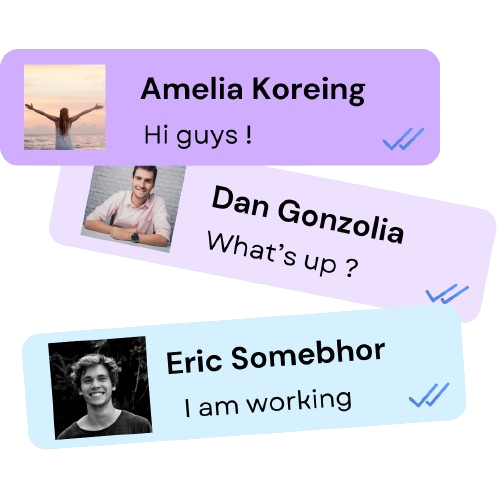 Amelia Koreing
Hi guys !
Dan Gonzolia
What's up ?
Eric Somebhor
I am working